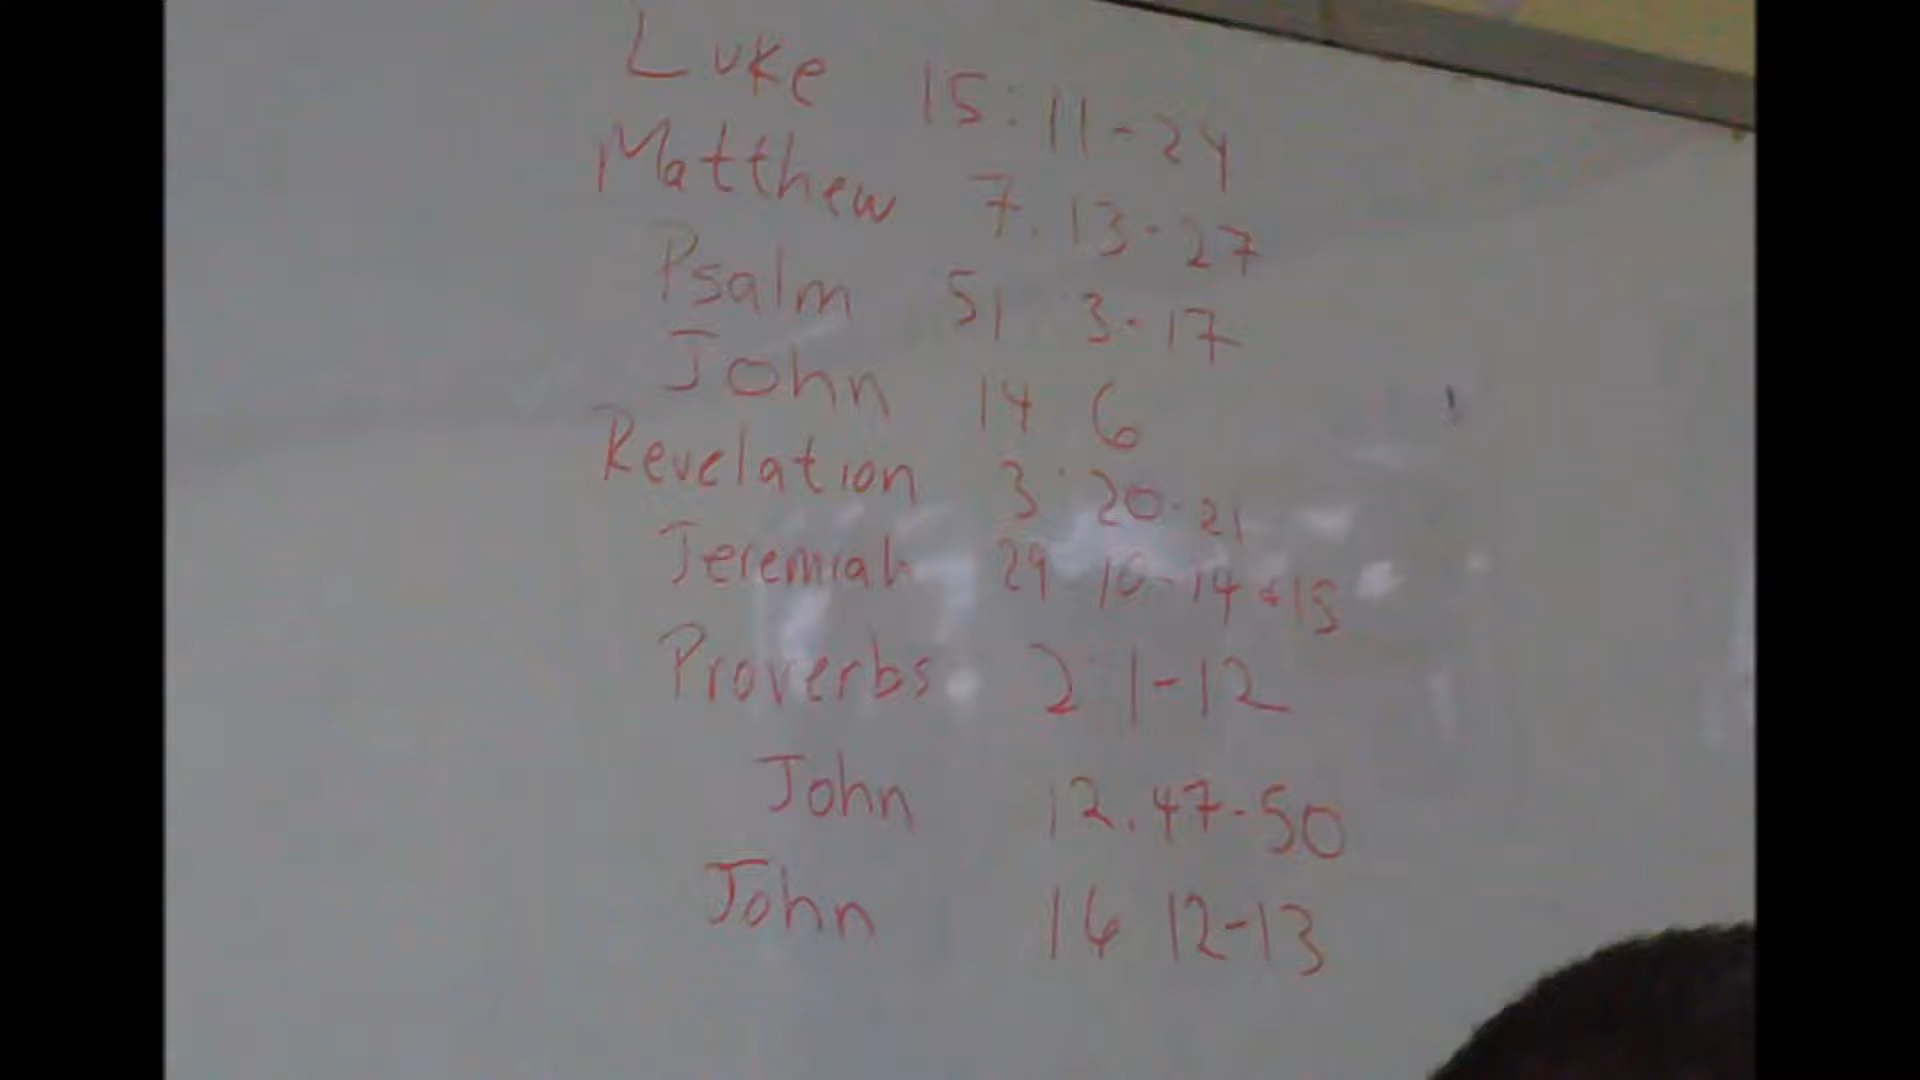 Luke 15:11-24
Matthew 7.13-27
Psalm 51 3-17
John 14 6
Revelation 3:20-21
Jeremiah 29 10-14+15
Proverbs 2:1-12
John 12.47-50
John 16 12-13